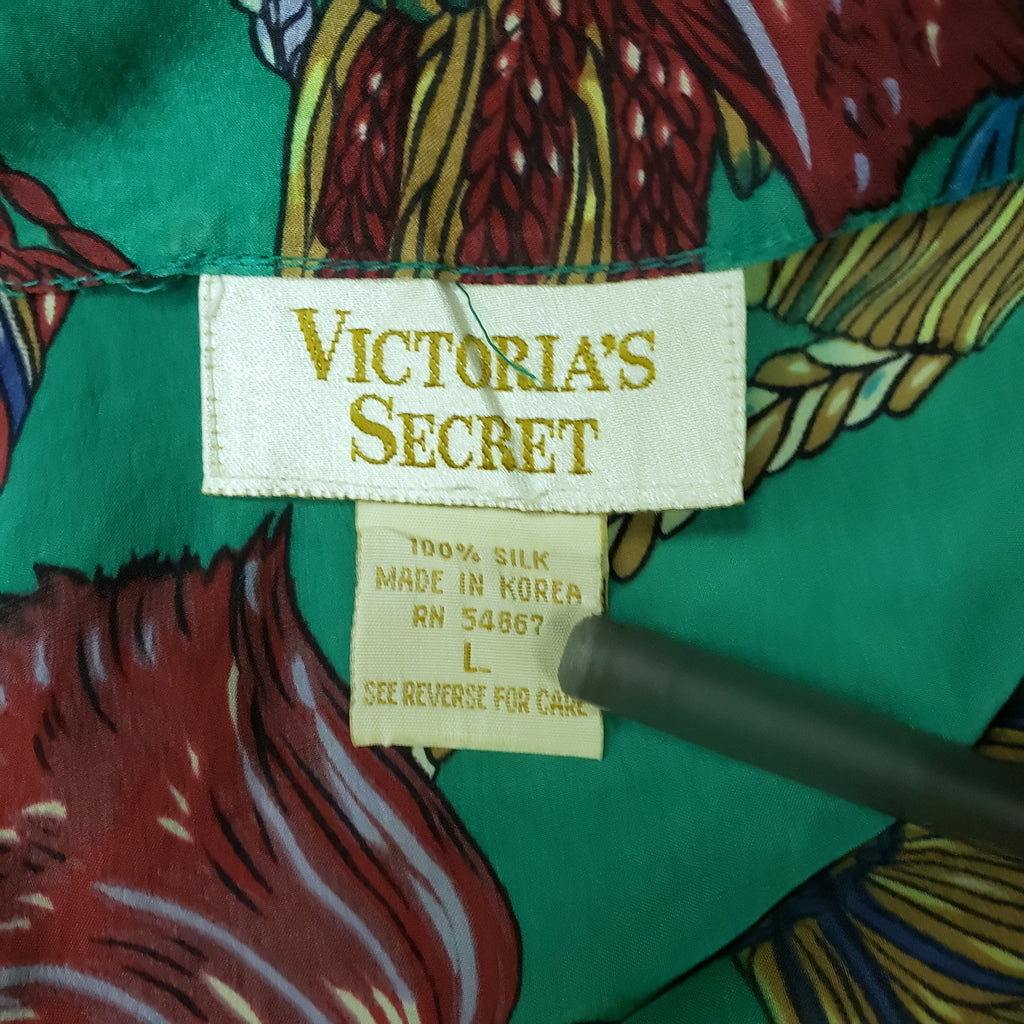 VICTORIA'S
SECRET
100% SILK
MADE IN KOREA
RN 54867
L
SEE REVERSE FOR CARE